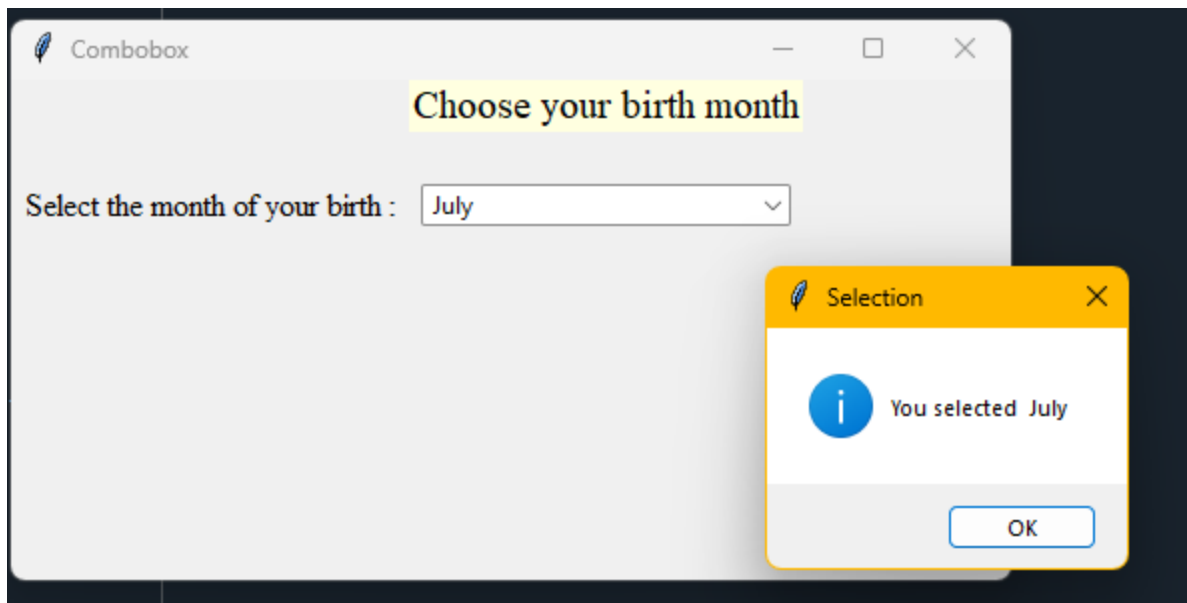 Combobox
Choose your birth month
Select the month of your birth :
July
Selection
You selected  July
OK